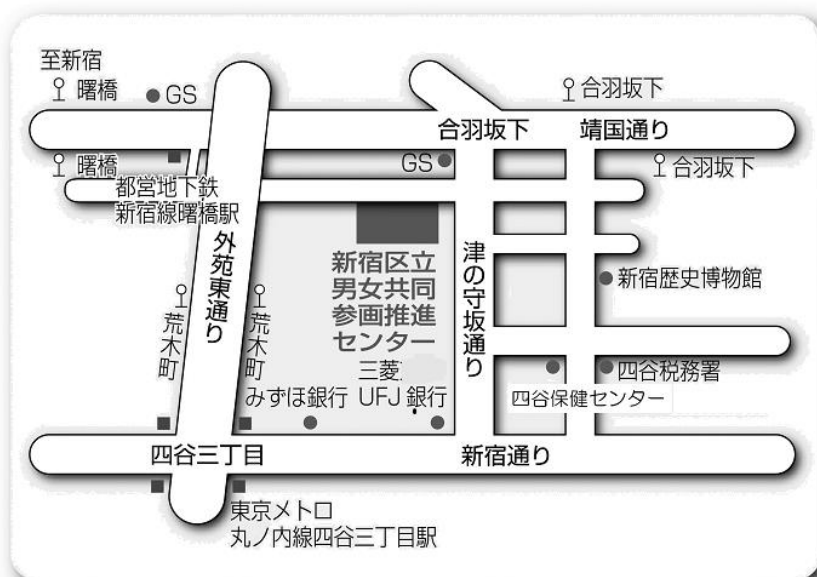 至新宿
曙橋
GS
合羽坂下
合羽坂下
靖国通り
曙橋
GS
合羽坂下
都営地下鉄
新宿線曙橋駅
外苑東通り
新宿区立
男女共同
参画推進
センター
津の守坂通り
新宿歴史博物館
荒木町
荒木町
三菱
UFJ 銀行
みずほ銀行
四谷税務署
四谷保健センター
四谷三丁目
新宿通り
東京メトロ
丸ノ内線四谷三丁目駅